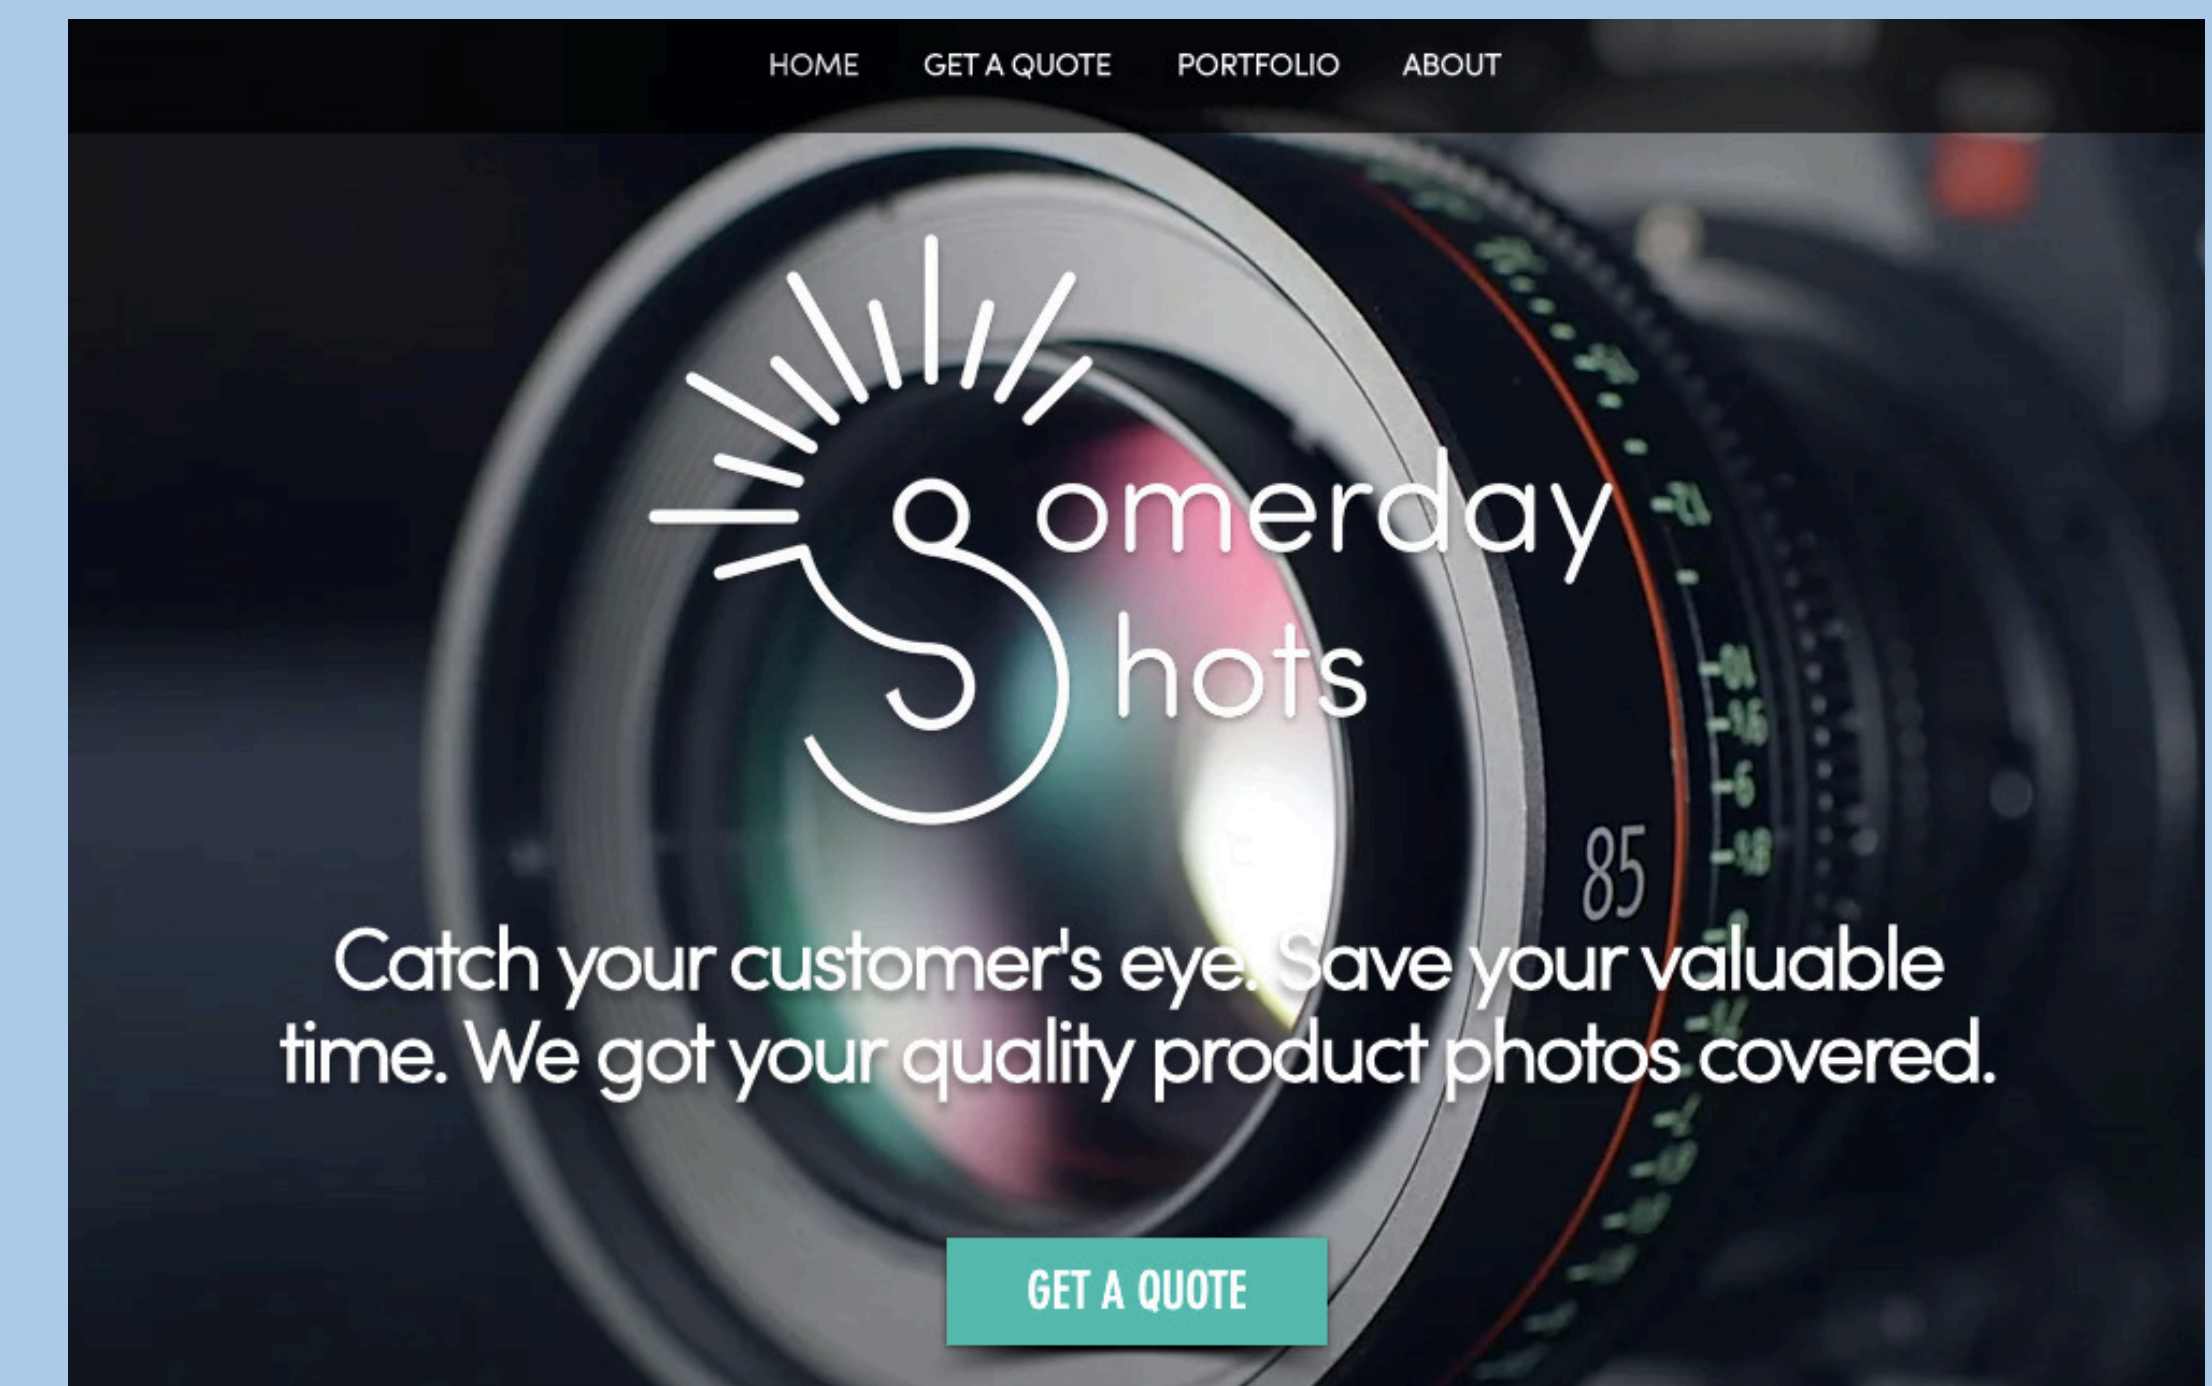 HOME GET A QUOTE PORTFOLIO ABOUT
Somerday
Shots
85
Catch your customer's eye. Save your valuable
time. We got your quality product photos covered.
GET A QUOTE